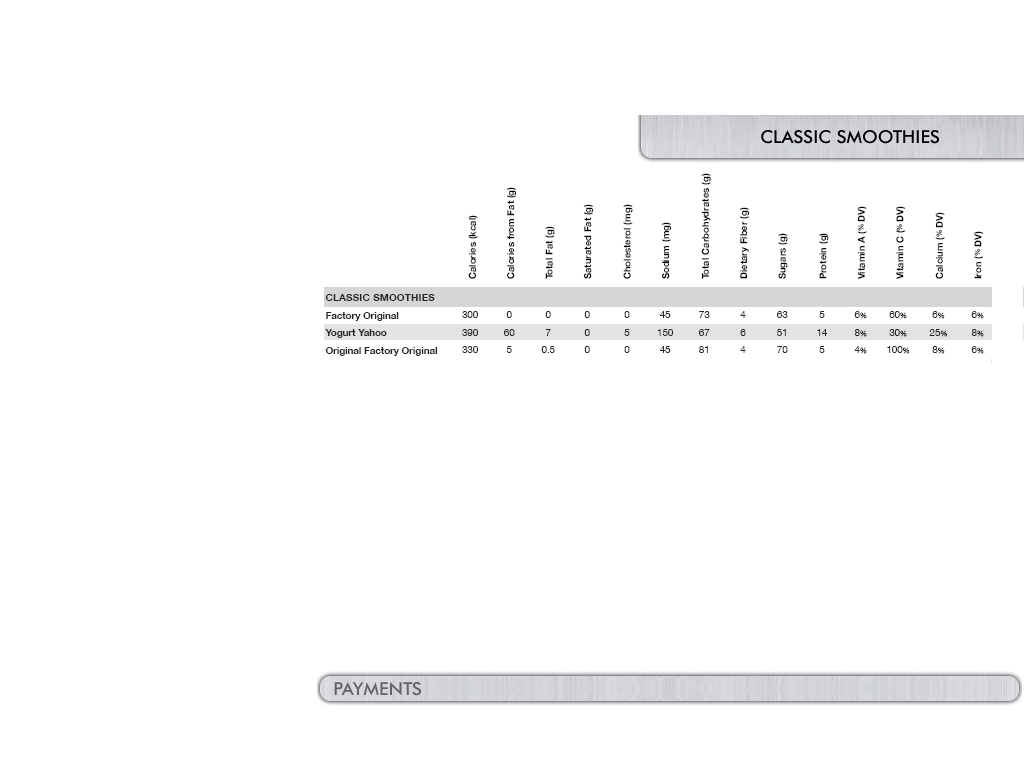 CLASSIC SMOOTHIES
Calories (kcal) Calories from Fat (g) Total Fat (g) Saturated Fat (g) Cholesterol (mg) Sodium (mg) Total Carbohydrates (g) Dietary Fiber (g) Sugars (g) Protein (g) Vitamin A (% DV) Vitamin C (% DV) Calcium (% DV) Iron (% DV)
CLASSIC SMOOTHIES
Factory Original 300 0 0 0 0 45 73 4 63 5 6% 60% 6% 6%
Yogurt Yahoo 390 60 7 0 5 150 67 6 51 14 8% 30% 25% 8%
Original Factory Original 330 5 0.5 0 0 45 81 4 70 5 4% 100% 8% 6%
PAYMENTS